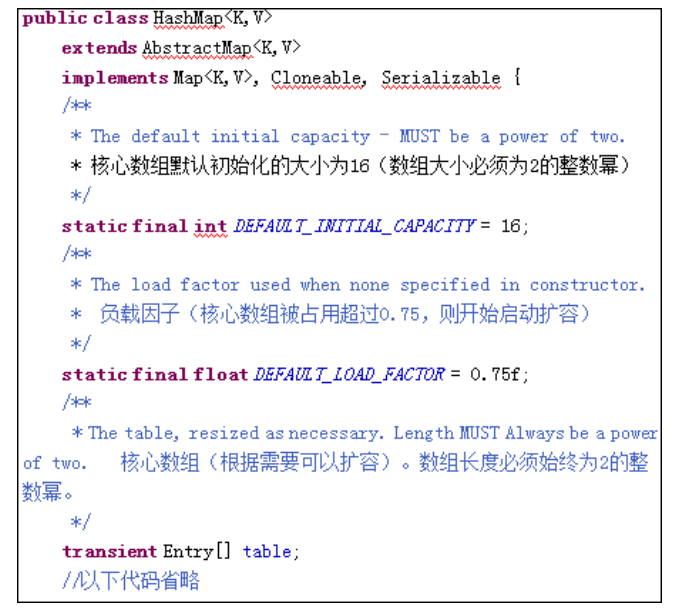 public class HashMap<K,V>
extends AbstractMap<K,V>
implements Map<K,V>, Cloneable, Serializable {
/**
* The default initial capacity - MUST be a power of two.
* 核心数组默认初始化的大小为16（数组大小必须为2的整数幂）
*/
static final int DEFAULT_INITIAL_CAPACITY = 16;
/**
* The load factor used when none specified in constructor.
* 负载因子（核心数组被占用超过0.75，则开始启动扩容）
*/
static final float DEFAULT_LOAD_FACTOR = 0.75f;
/**
* The table, resized as necessary. Length MUST Always be a power
of two. 核心数组（根据需要可以扩容）。数组长度必须始终为2的整
数幂。
*/
transient Entry[] table;
//以下代码省略